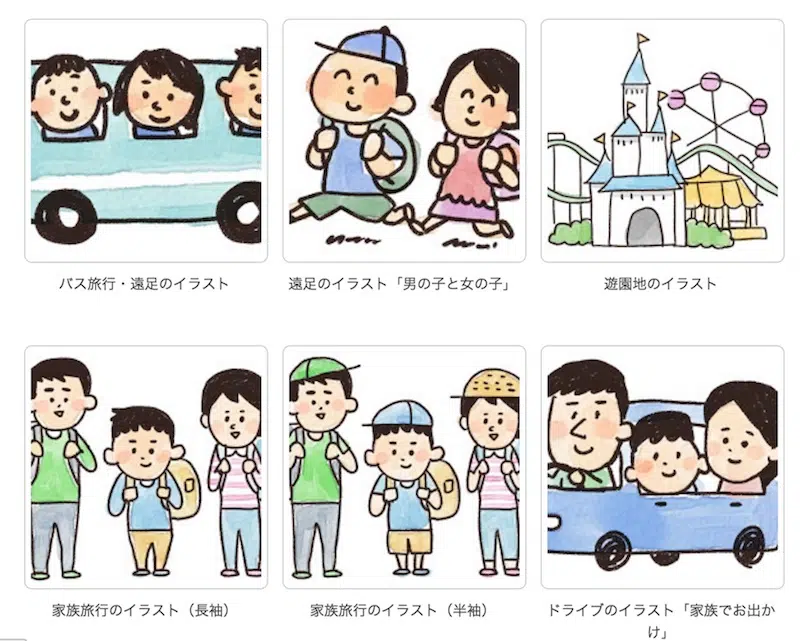 バス旅行・遠足のイラスト
遠足のイラスト「男の子と女の子」
遊園地のイラスト
家族旅行のイラスト（長袖）
家族旅行のイラスト（半袖）
ドライブのイラスト「家族でお出か
け」